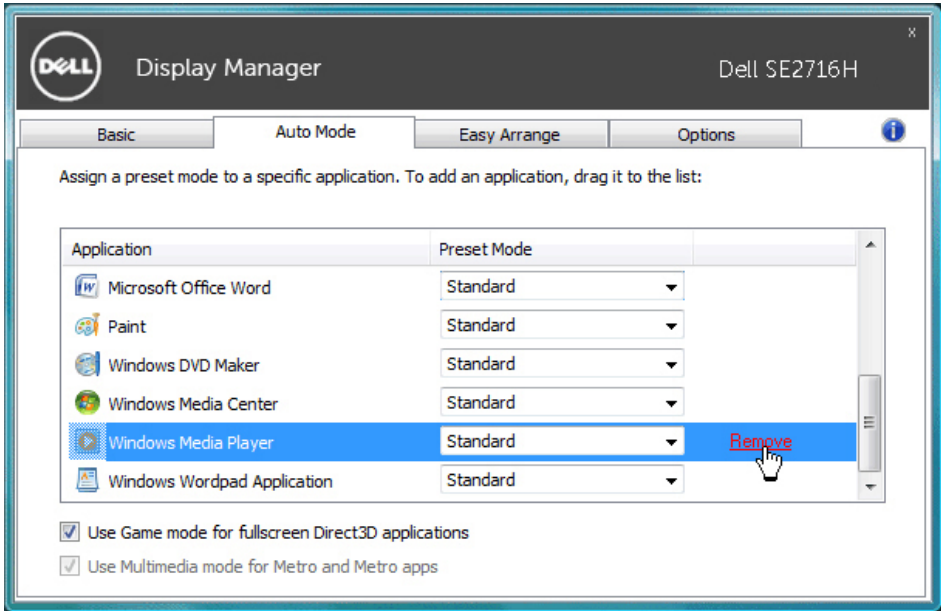 DELL
Display Manager
Dell SE2716H
x
Basic
Auto Mode
Easy Arrange
Options
i
Assign a preset mode to a specific application. To add an application, drag it to the list:
Application
Preset Mode
Microsoft Office Word
Standard
Paint
Standard
Windows DVD Maker
Standard
Windows Media Center
Standard
Windows Media Player
Standard
Remove
Windows Wordpad Application
Standard
Use Game mode for fullscreen Direct3D applications
Use Multimedia mode for Metro and Metro apps